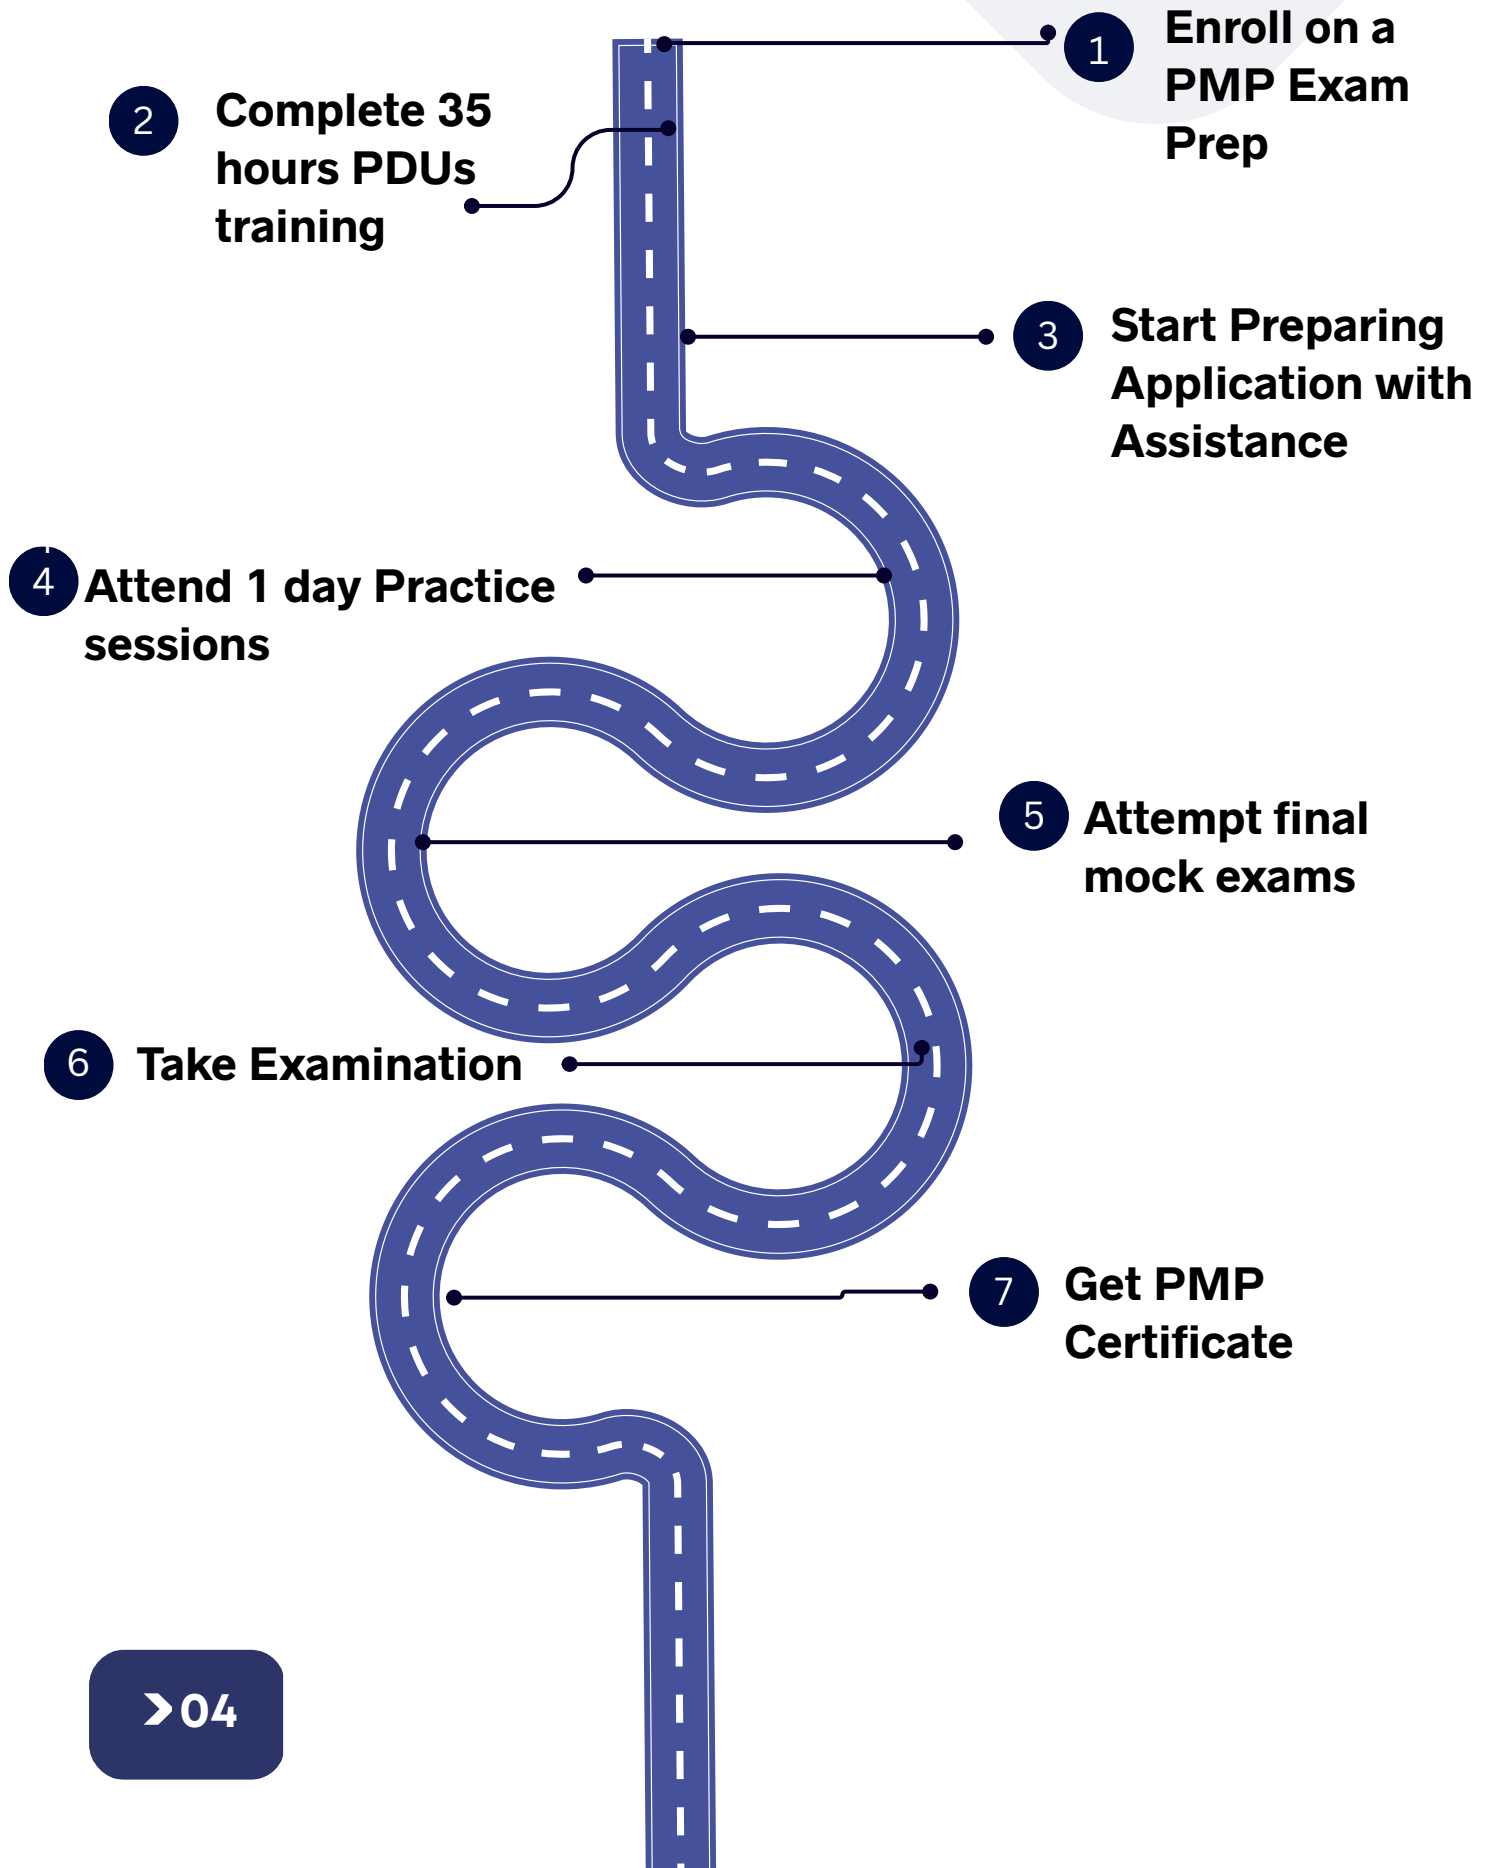 1
Enroll on a
PMP Exam
Prep
2
Complete 35
hours PDUs
training
3
Start Preparing
Application with
Assistance
4
Attend 1 day Practice
sessions
5
Attempt final
mock exams
6
Take Examination
7
Get PMP
Certificate
04